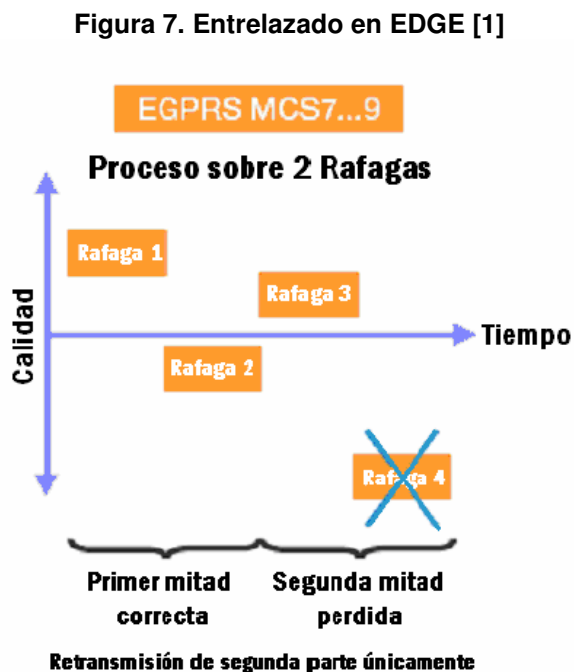 Figura 7. Entrelazado en EDGE [1]
EGPRS MCS7...9
Proceso sobre 2 Rafagas
Calidad
Rafaga 1
Rafaga 3
Tiempo
Rafaga 2
Rafaga 4
Primer mitad
correcta
Segunda mitad
perdida
Retransmisión de segunda parte únicamente